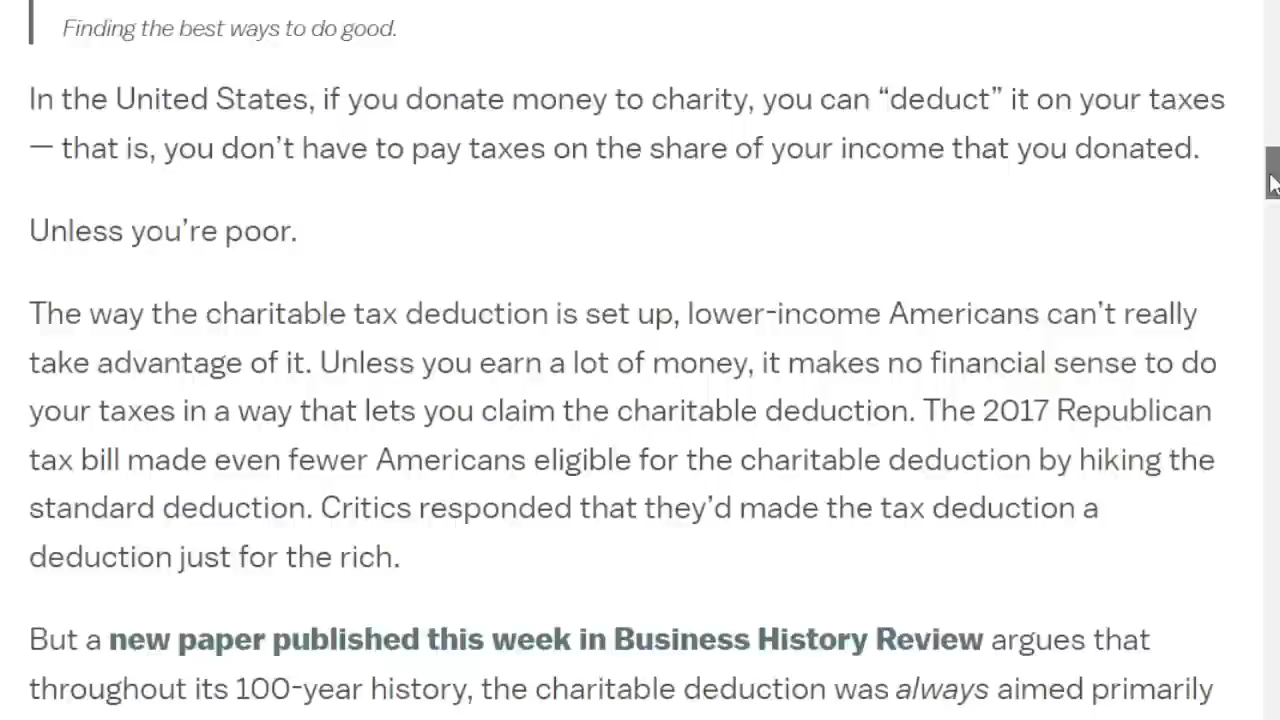 Finding the best ways to do good.
In the United States, if you donate money to charity, you can “deduct” it on your taxes
— that is, you don’t have to pay taxes on the share of your income that you donated.
Unless you’re poor.
The way the charitable tax deduction is set up, lower-income Americans can’t really
take advantage of it. Unless you earn a lot of money, it makes no financial sense to do
your taxes in a way that lets you claim the charitable deduction. The 2017 Republican
tax bill made even fewer Americans eligible for the charitable deduction by hiking the
standard deduction. Critics responded that they’d made the tax deduction a
deduction just for the rich.
But a new paper published this week in Business History Review argues that
throughout its 100-year history, the charitable deduction was always aimed primarily